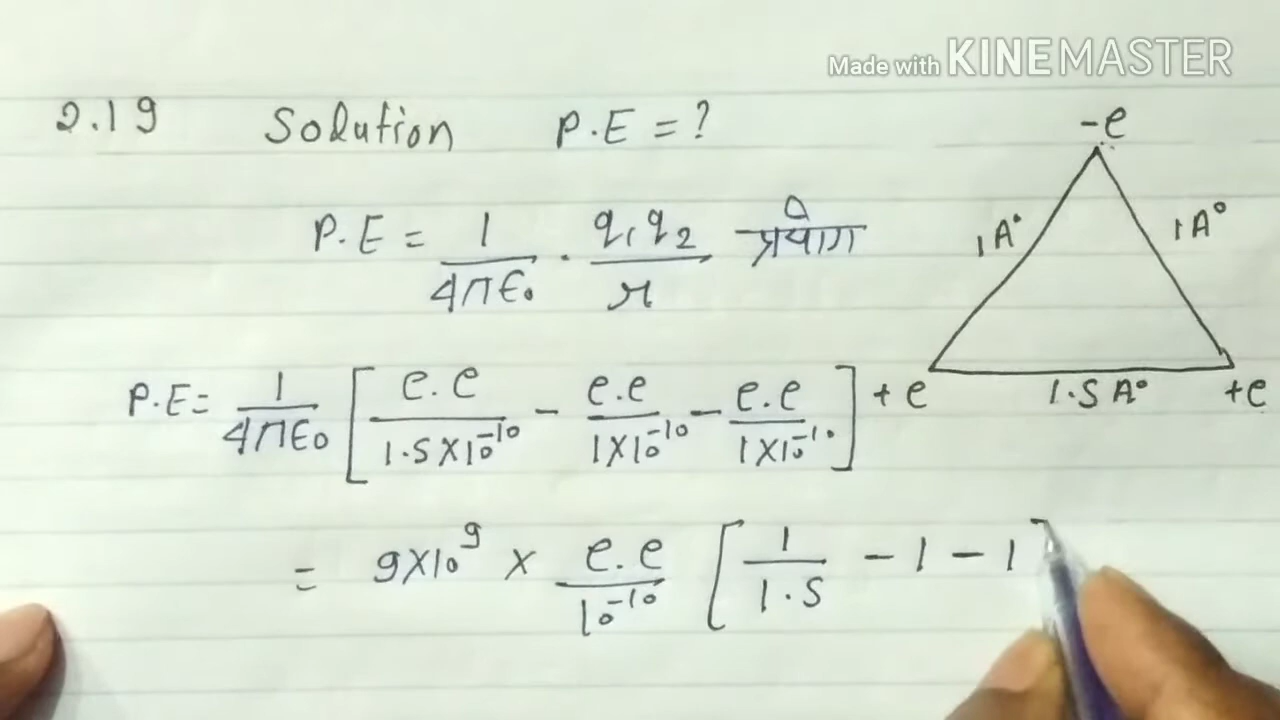 Made with KINEMASTER
2.19 Solution P.E = ?
-e
P.E = 1/4πε₀ · q₁q₂/r प्रयोग
1A° 1A°
P.E = 1/4πε₀ [e.e/1.5×10⁻¹⁰ - e.e/1×10⁻¹⁰ - e.e/1×10⁻¹⁰]
+e 1.5A° +e
= 9×10⁹ × e.e/10⁻¹⁰ [1/1.5 - 1 - 1]